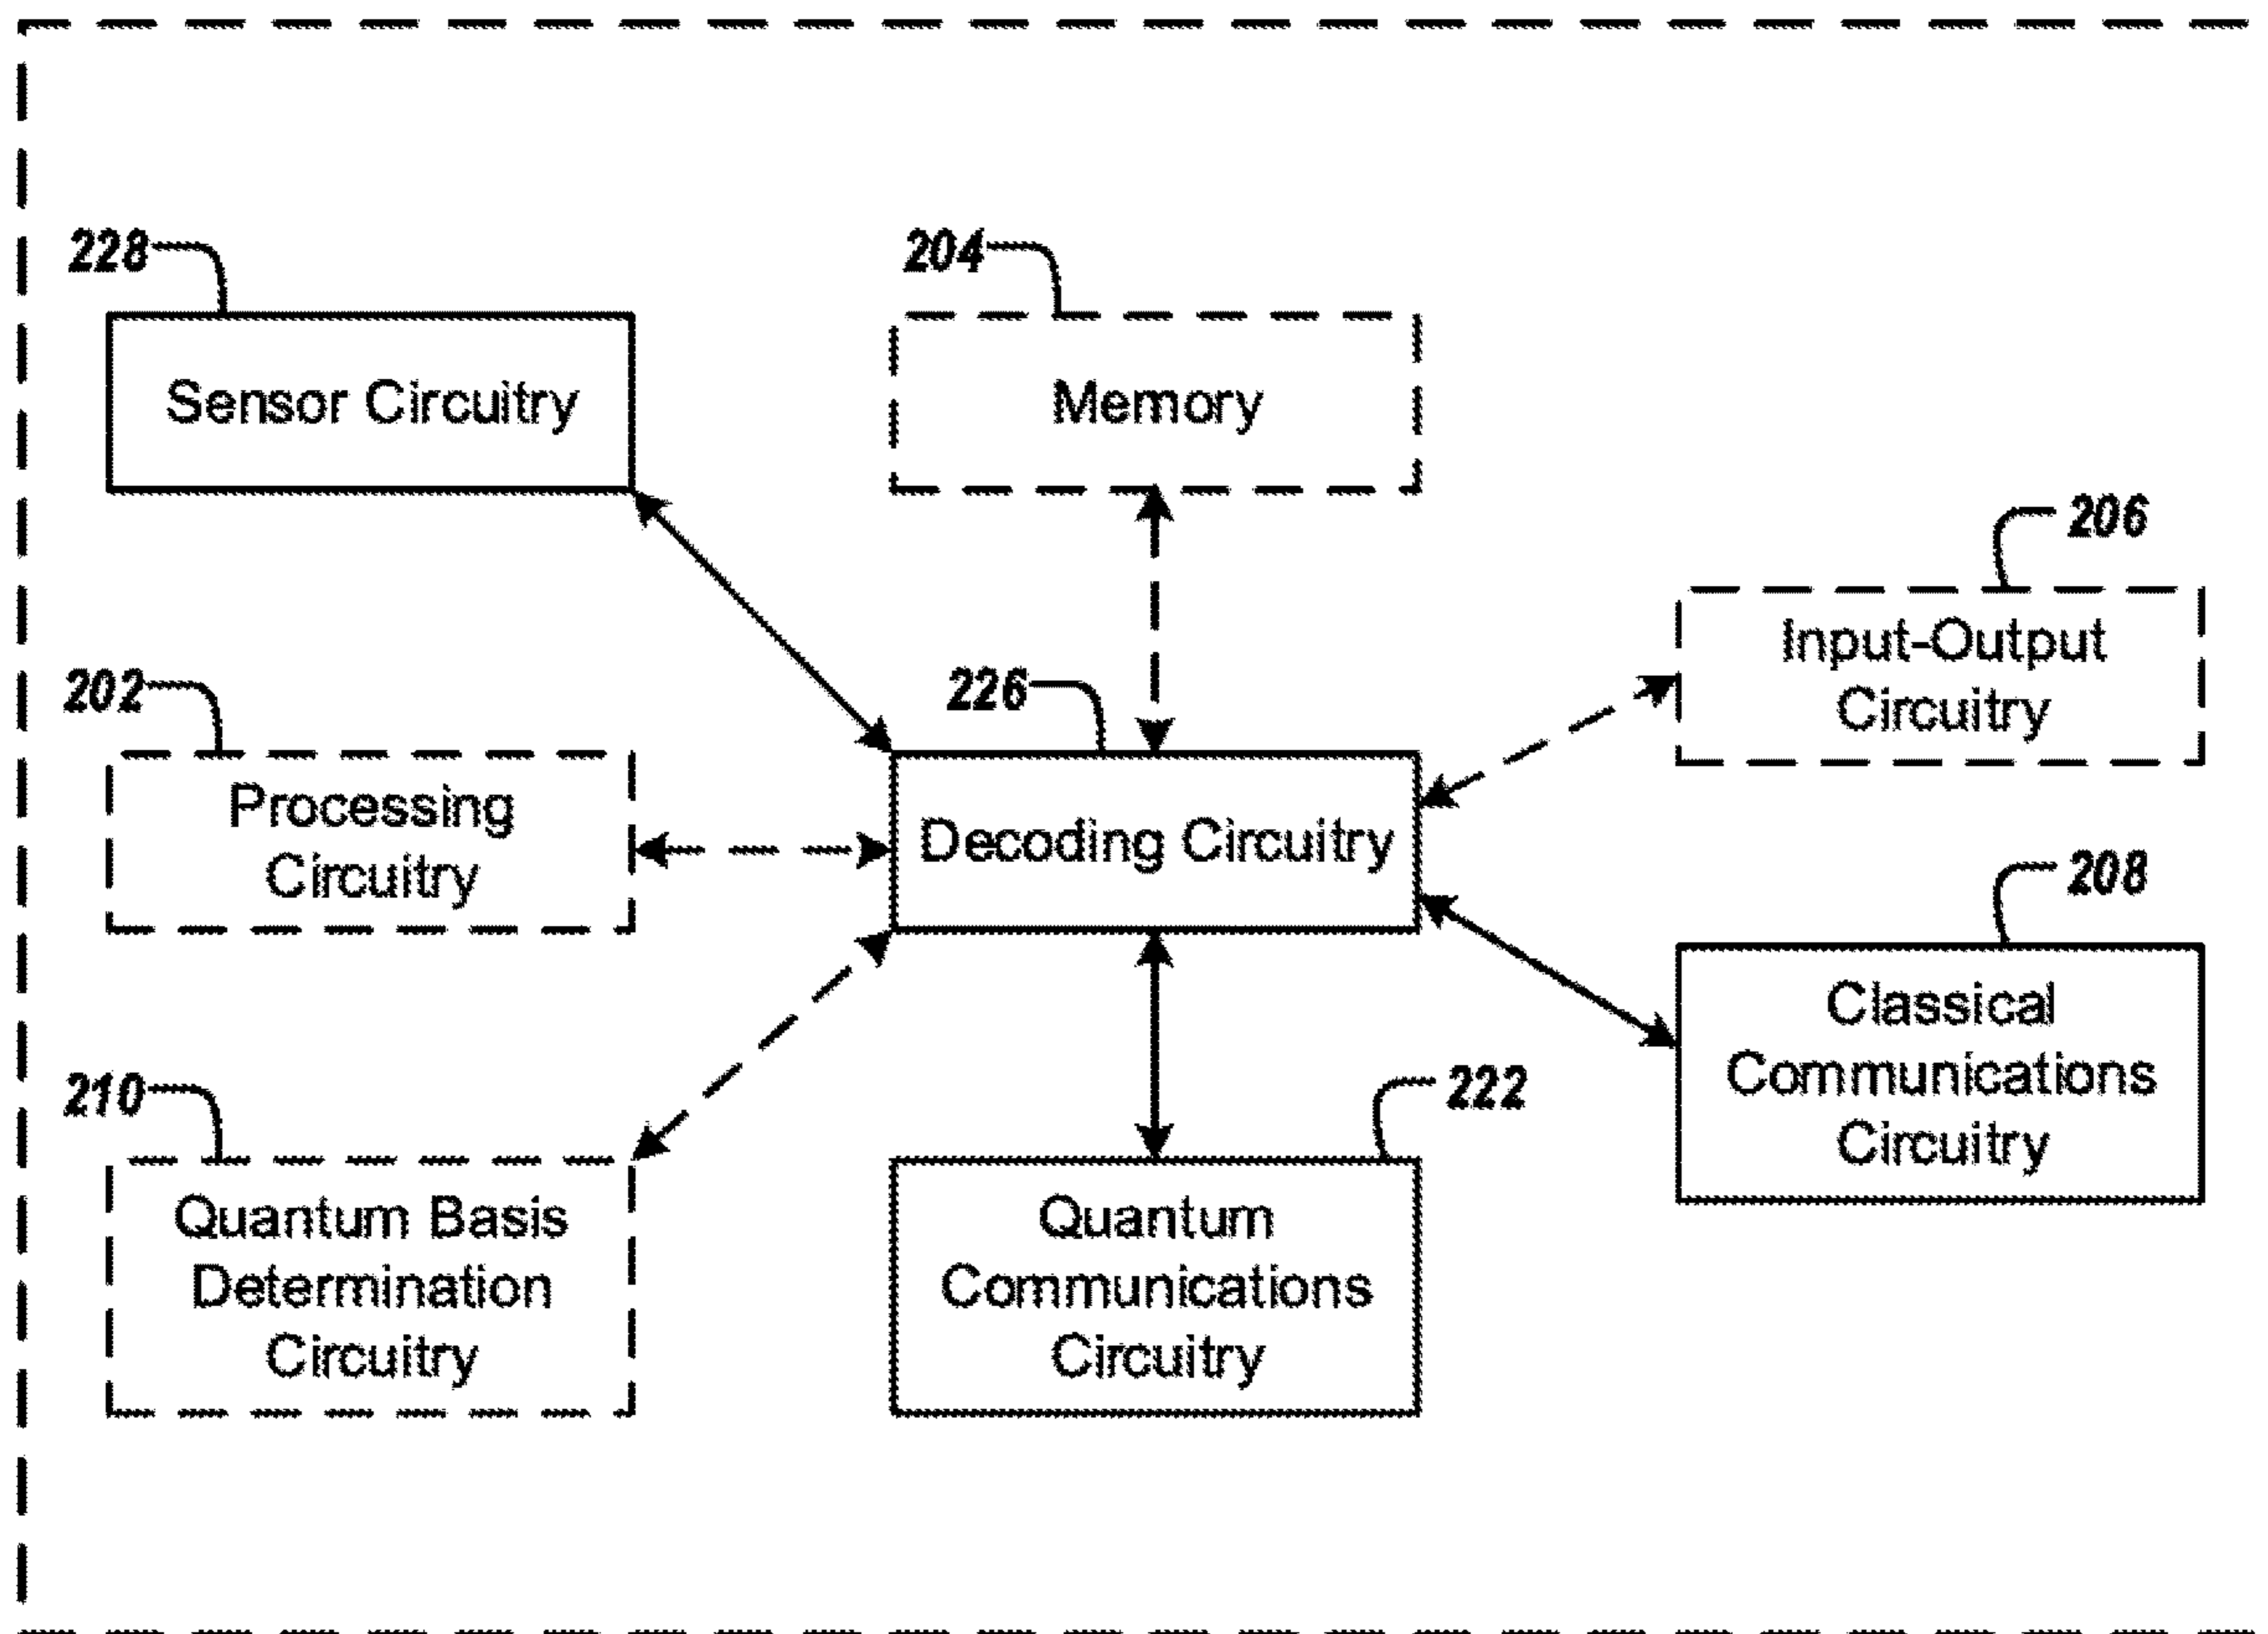 228
Sensor Circuitry
204
Memory
206
Input-Output
Circuitry
202
Processing
Circuitry
226
Decoding Circuitry
208
Classical
Communications
Circuitry
210
Quantum Basis
Determination
Circuitry
222
Quantum
Communications
Circuitry